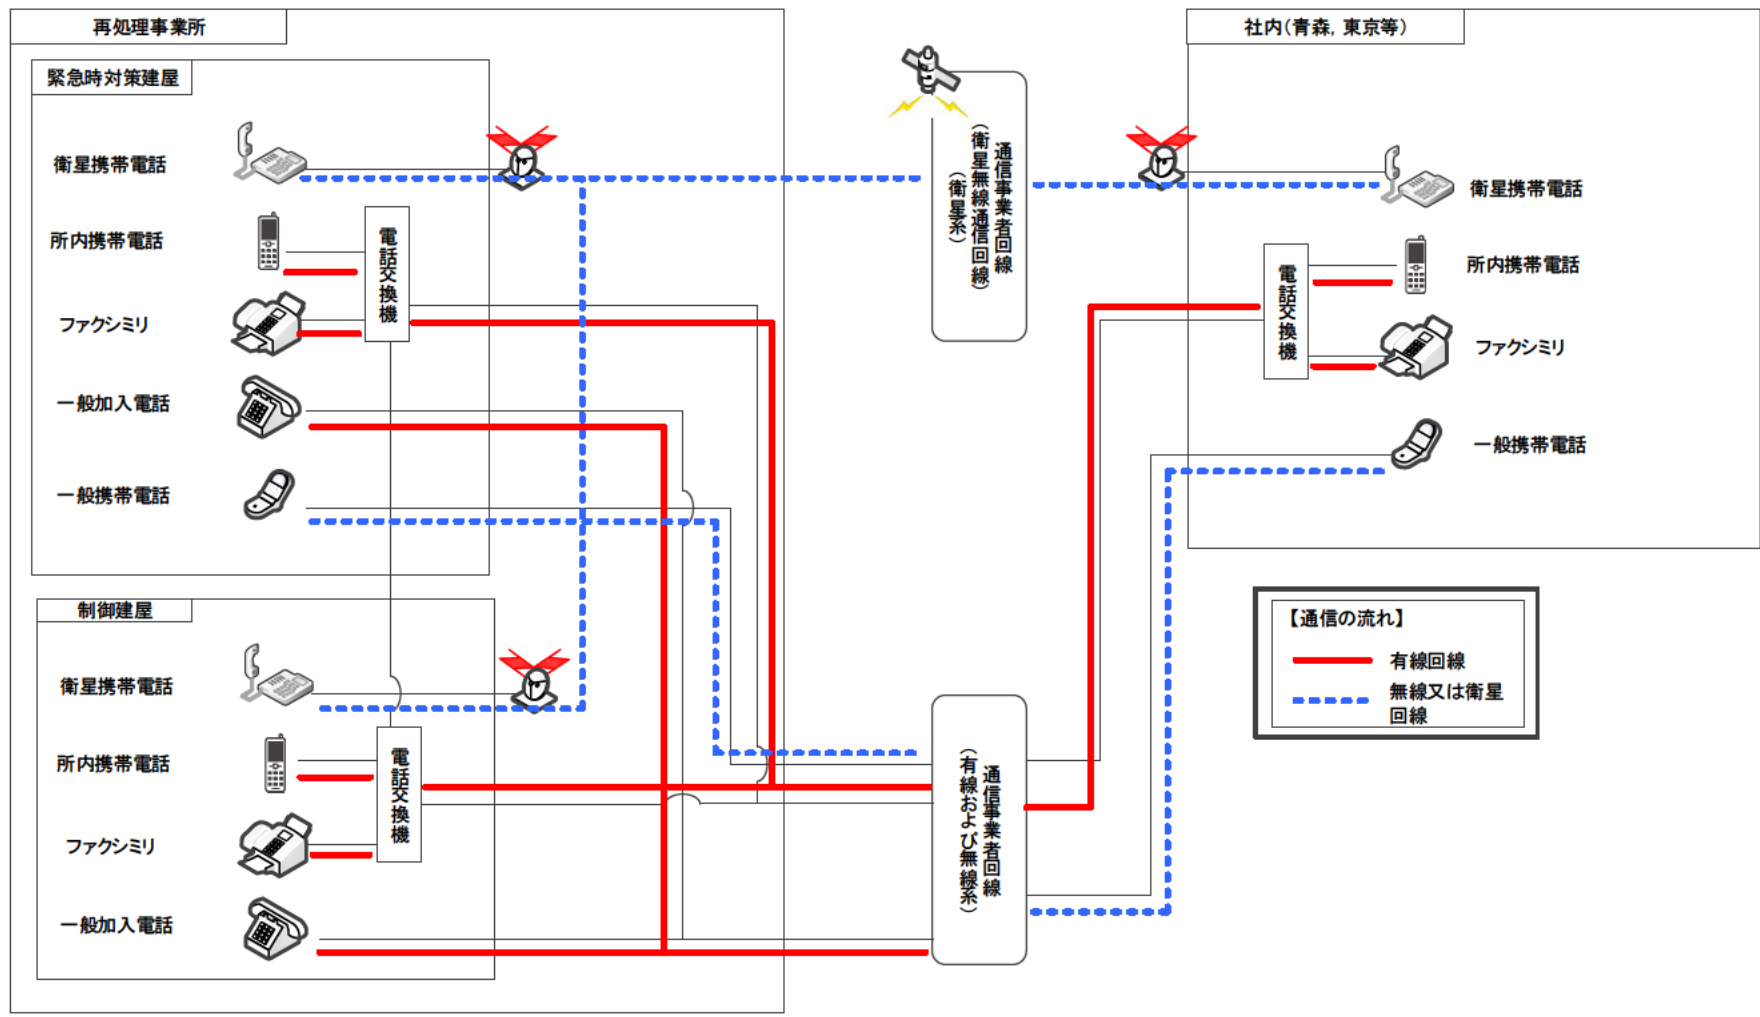 再処理事業所
緊急時対策建屋
衛星携帯電話
所内携帯電話
ファクシミリ
一般加入電話
一般携帯電話
電話交換機
制御建屋
衛星携帯電話
所内携帯電話
ファクシミリ
一般加入電話
電話交換機
通信事業者回線
（衛星無線通信回線）
（衛星系）
通信事業者回線
（有線および無線系）
社内（青森，東京等）
衛星携帯電話
所内携帯電話
ファクシミリ
一般携帯電話
電話交換機
【通信の流れ】
有線回線
無線又は衛星
回線